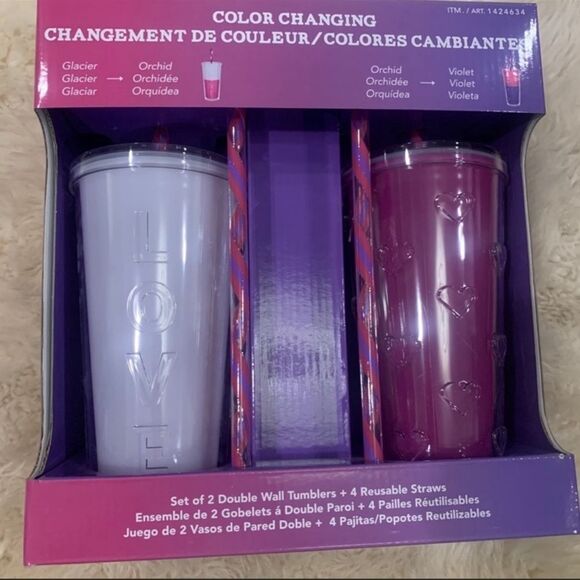 ITM. / ART. 1424634
COLOR CHANGING
CHANGEMENT DE COULEUR/COLORES CAMBIANTES
Glacier Orchid
Glacier → Orchidée
Glaciar Orquídea
Orchid Violet
Orchidée → Violet
Orquídea Violeta
L
O
V
E
Set of 2 Double Wall Tumblers + 4 Reusable Straws
Ensemble de 2 Gobelets á Double Paroi + 4 Pailles Réutilisables
Juego de 2 Vasos de Pared Doble + 4 Pajitas/Popotes Reutilizables